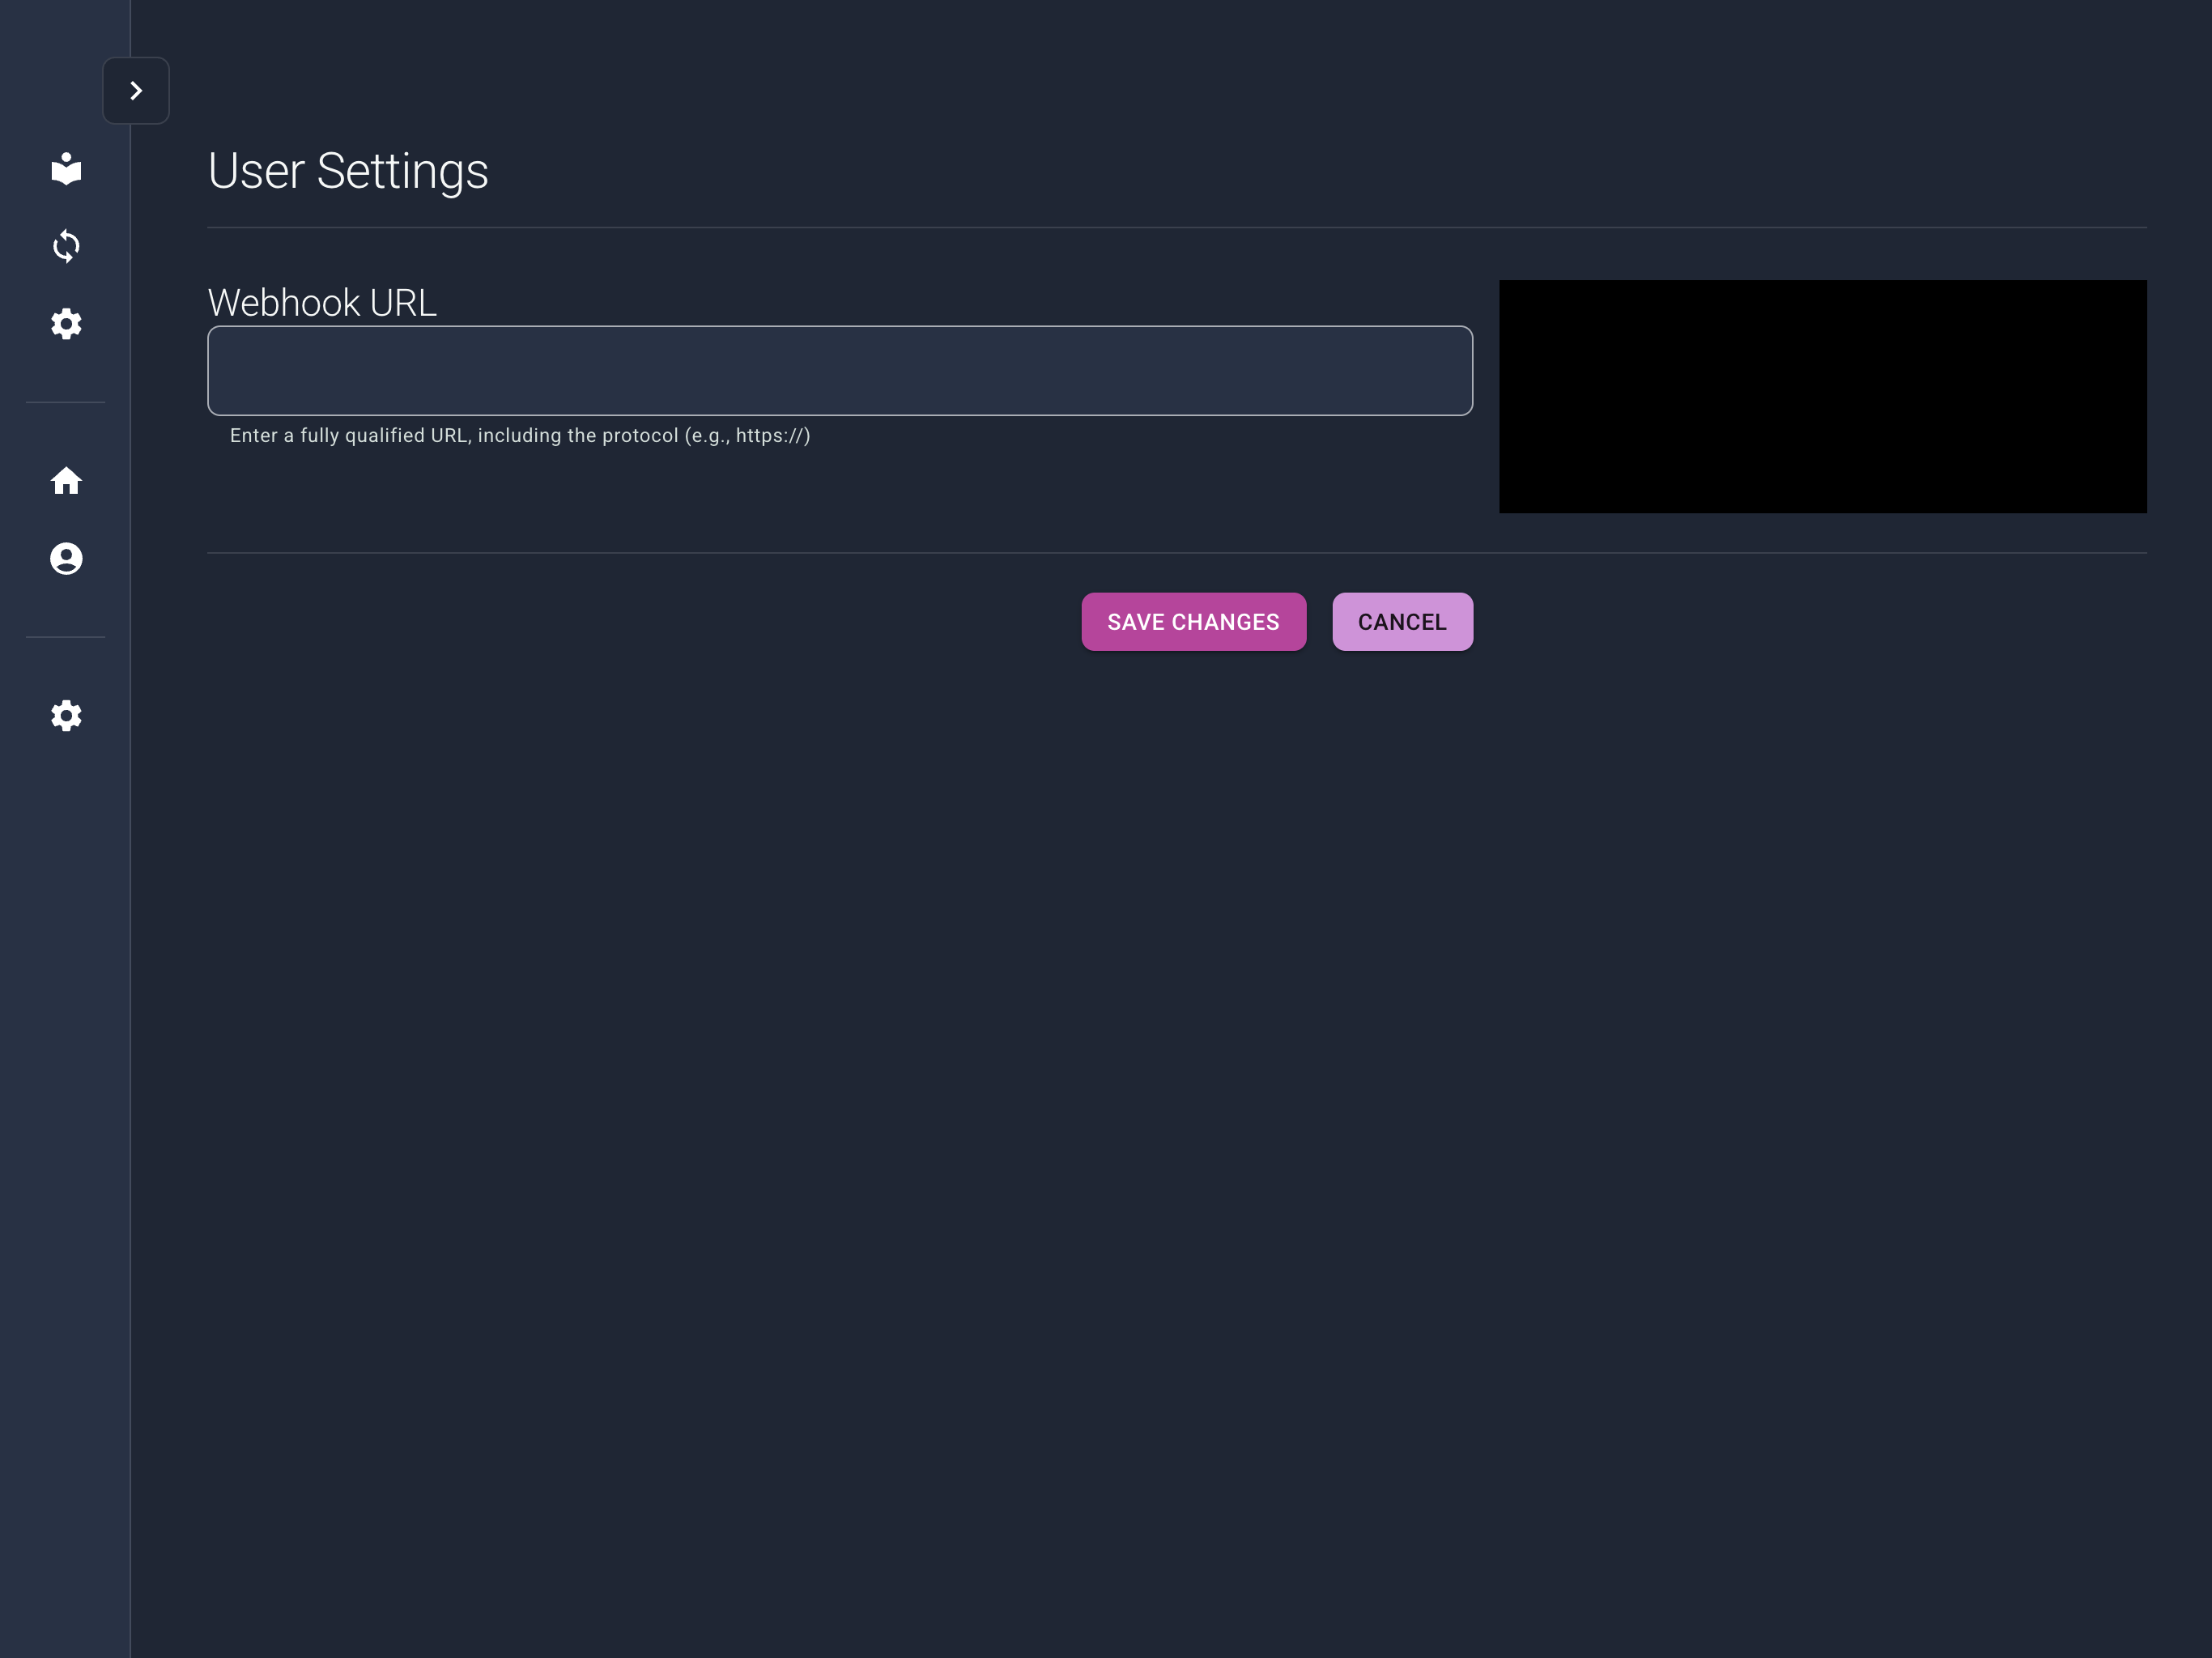 User Settings
Webhook URL
Enter a fully qualified URL, including the protocol (e.g., https://)
SAVE CHANGES
CANCEL